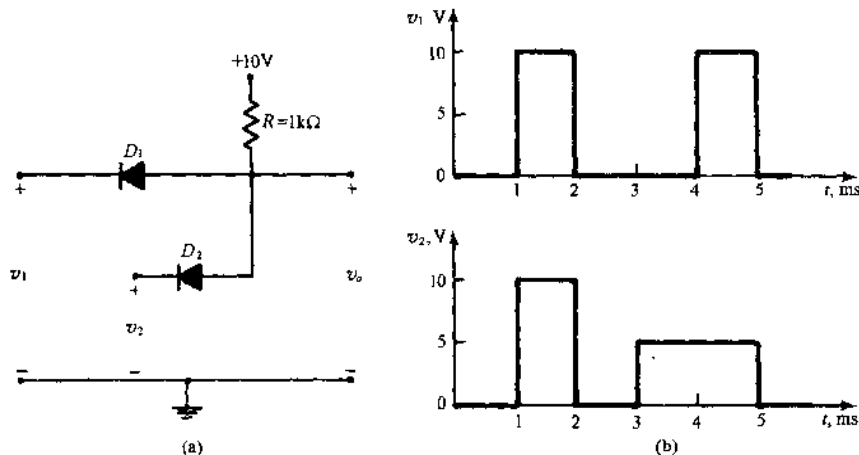 +10V
R=1kΩ
D₁
+ +
D₂
+
v₁
vₒ
v₂
− − −
(a)
v₁ V
10
5
0
1 2 3 4 5 t, ms
v₂, V
10
5
0
1 2 3 4 5 t, ms
(b)